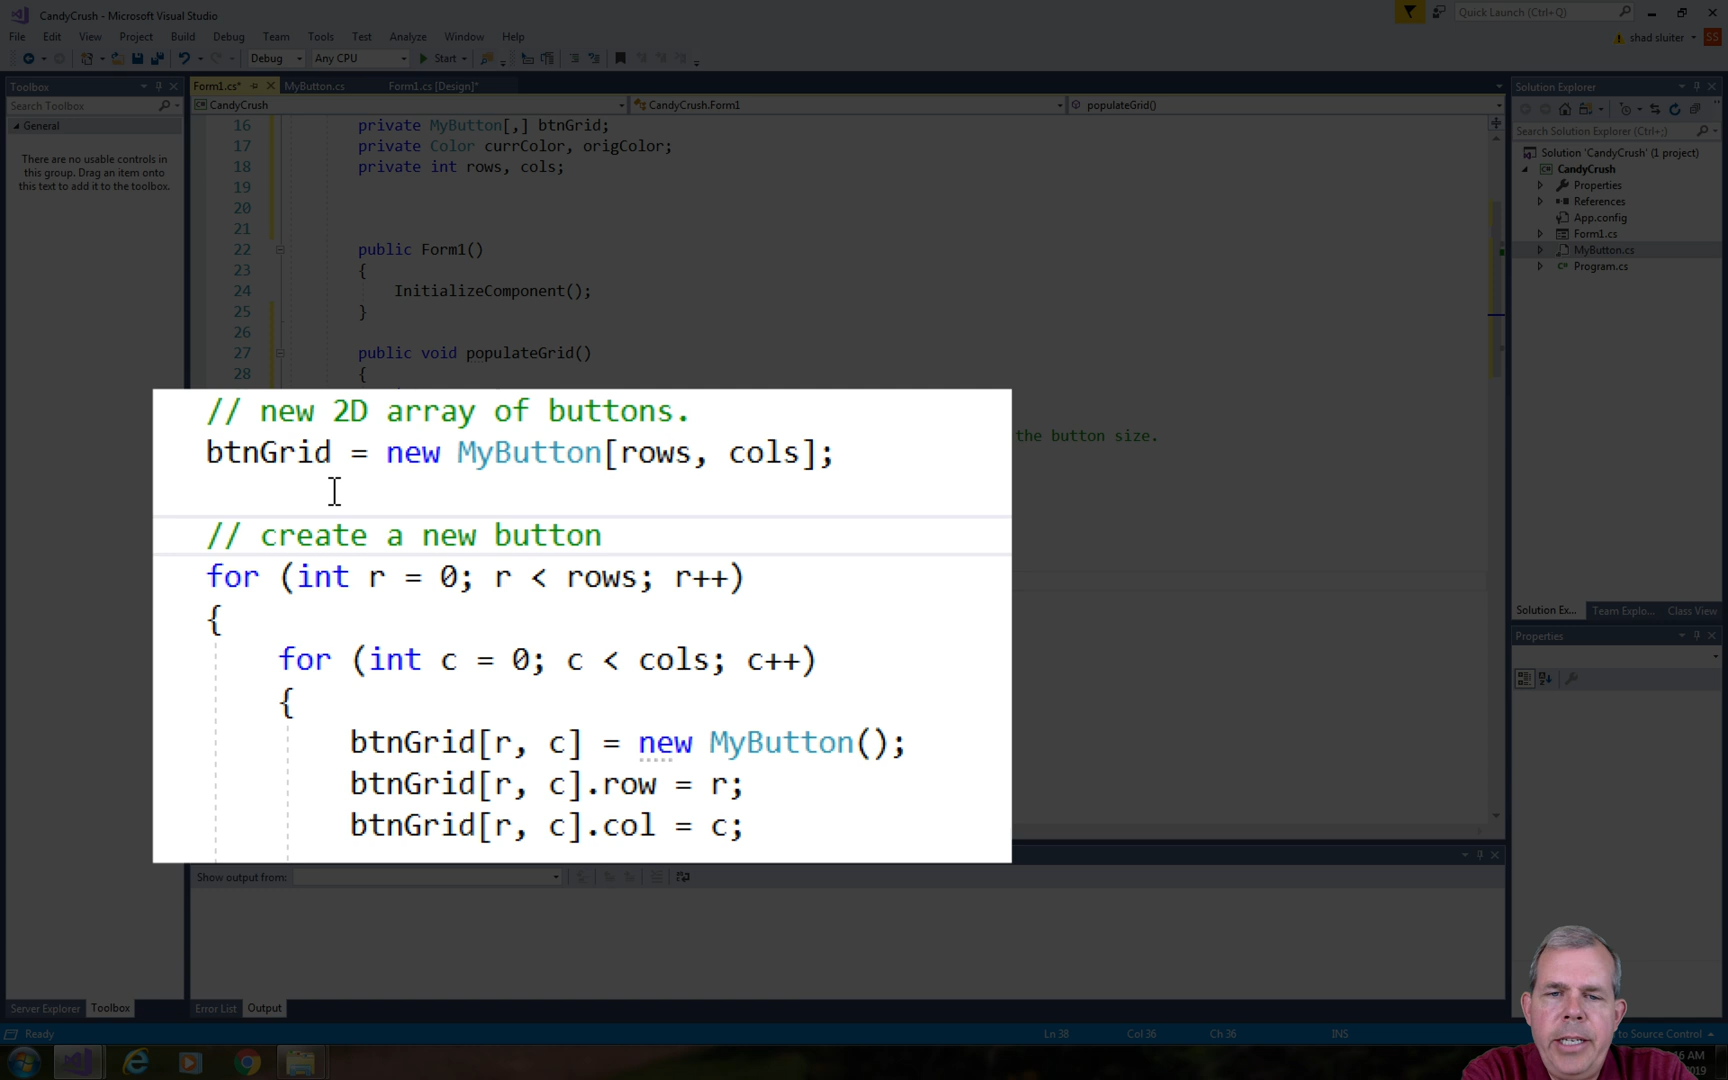 CandyCrush - Microsoft Visual Studio
Quick Launch (Ctrl+Q)
File Edit View Project Build Debug Team Tools Test Analyze Window Help
shad sluiter
SS
Debug Any CPU Start
Toolbox
Search Toolbox
General
There are no usable controls in
this group. Drag an item onto
this text to add it to the toolbox.
Form1.cs* MyButton.cs Form1.cs [Design]*
CandyCrush CandyCrush.Form1 populateGrid()
16 private MyButton[,] btnGrid;
17 private Color currColor, origColor;
18 private int rows, cols;
19
20
21
22 public Form1()
23 {
24 InitializeComponent();
25 }
26
27 public void populateGrid()
28 {
the button size.
// new 2D array of buttons.
btnGrid = new MyButton[rows, cols];
// create a new button
for (int r = 0; r < rows; r++)
{
for (int c = 0; c < cols; c++)
{
btnGrid[r, c] = new MyButton();
btnGrid[r, c].row = r;
btnGrid[r, c].col = c;
Solution Explorer
Search Solution Explorer (Ctrl+;)
Solution 'CandyCrush' (1 project)
CandyCrush
Properties
References
App.config
Form1.cs
MyButton.cs
Program.cs
Solution Ex... Team Explo... Class View
Properties
Show output from:
Server Explorer Toolbox Error List Output
Ready Ln 38 Col 36 Ch 36 INS to Source Control
AM